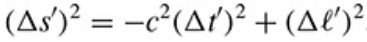 (Δs′)² = −c²(Δt′)² + (Δℓ′)².